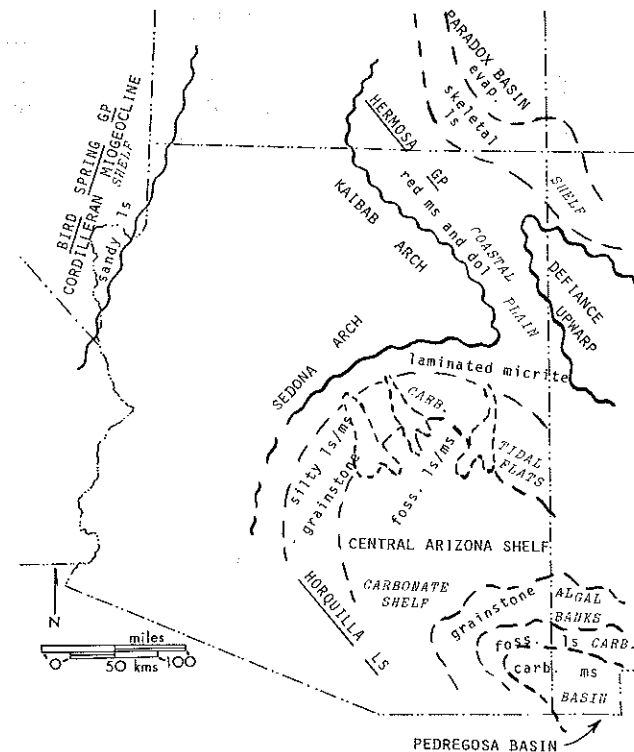 PARADOX BASIN
evap.
skeletal
ls
SHELF
HERMOSA GP
red ms and dol
COASTAL
PLAIN
BIRD SPRING GP
CORDILLERAN MIOGEOCLINE
SHELF
sandy ls
KAIBAB ARCH
DEFIANCE
UPWARP
SEDONA ARCH
laminated micrite
CARB.
TIDAL
FLATS
silty ls/ms
grainstone
foss. ls/ms
CENTRAL ARIZONA SHELF
CARBONATE
SHELF
HORQUILLA LS
grainstone
ALGAL
BANKS
foss. ls CARB.
carb. ms
BASIN
PEDREGOSA BASIN
N
miles
0 50 100
kms